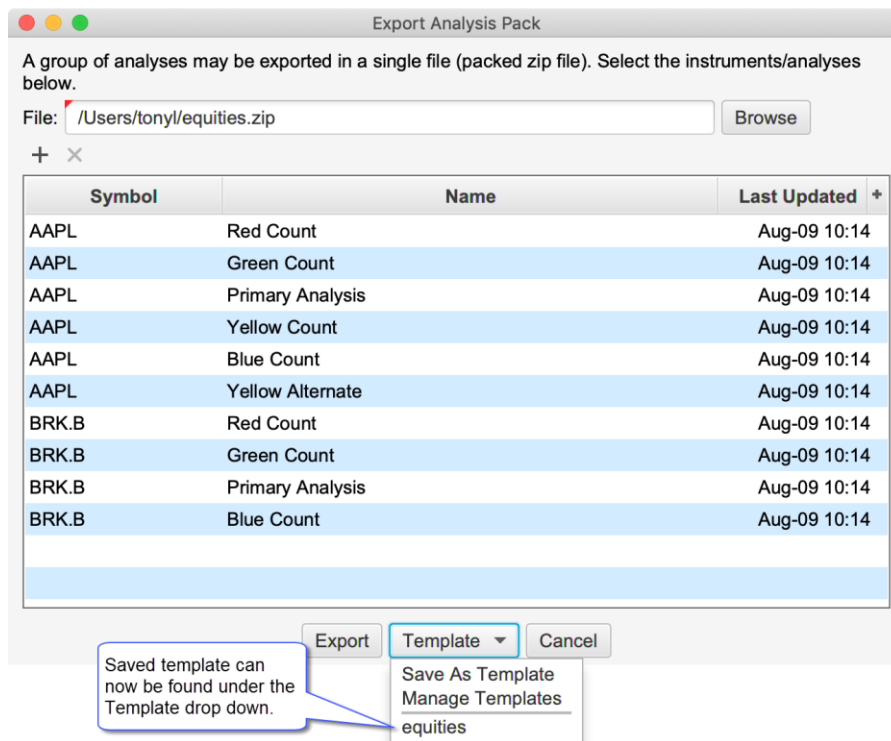 Export Analysis Pack
A group of analyses may be exported in a single file (packed zip file). Select the instruments/analyses
below.
File: /Users/tonyl/equities.zip Browse
+ ×
Symbol Name Last Updated +
AAPL Red Count Aug-09 10:14
AAPL Green Count Aug-09 10:14
AAPL Primary Analysis Aug-09 10:14
AAPL Yellow Count Aug-09 10:14
AAPL Blue Count Aug-09 10:14
AAPL Yellow Alternate Aug-09 10:14
BRK.B Red Count Aug-09 10:14
BRK.B Green Count Aug-09 10:14
BRK.B Primary Analysis Aug-09 10:14
BRK.B Blue Count Aug-09 10:14
Export Template Cancel
Saved template can
now be found under the
Template drop down.
Save As Template
Manage Templates
equities